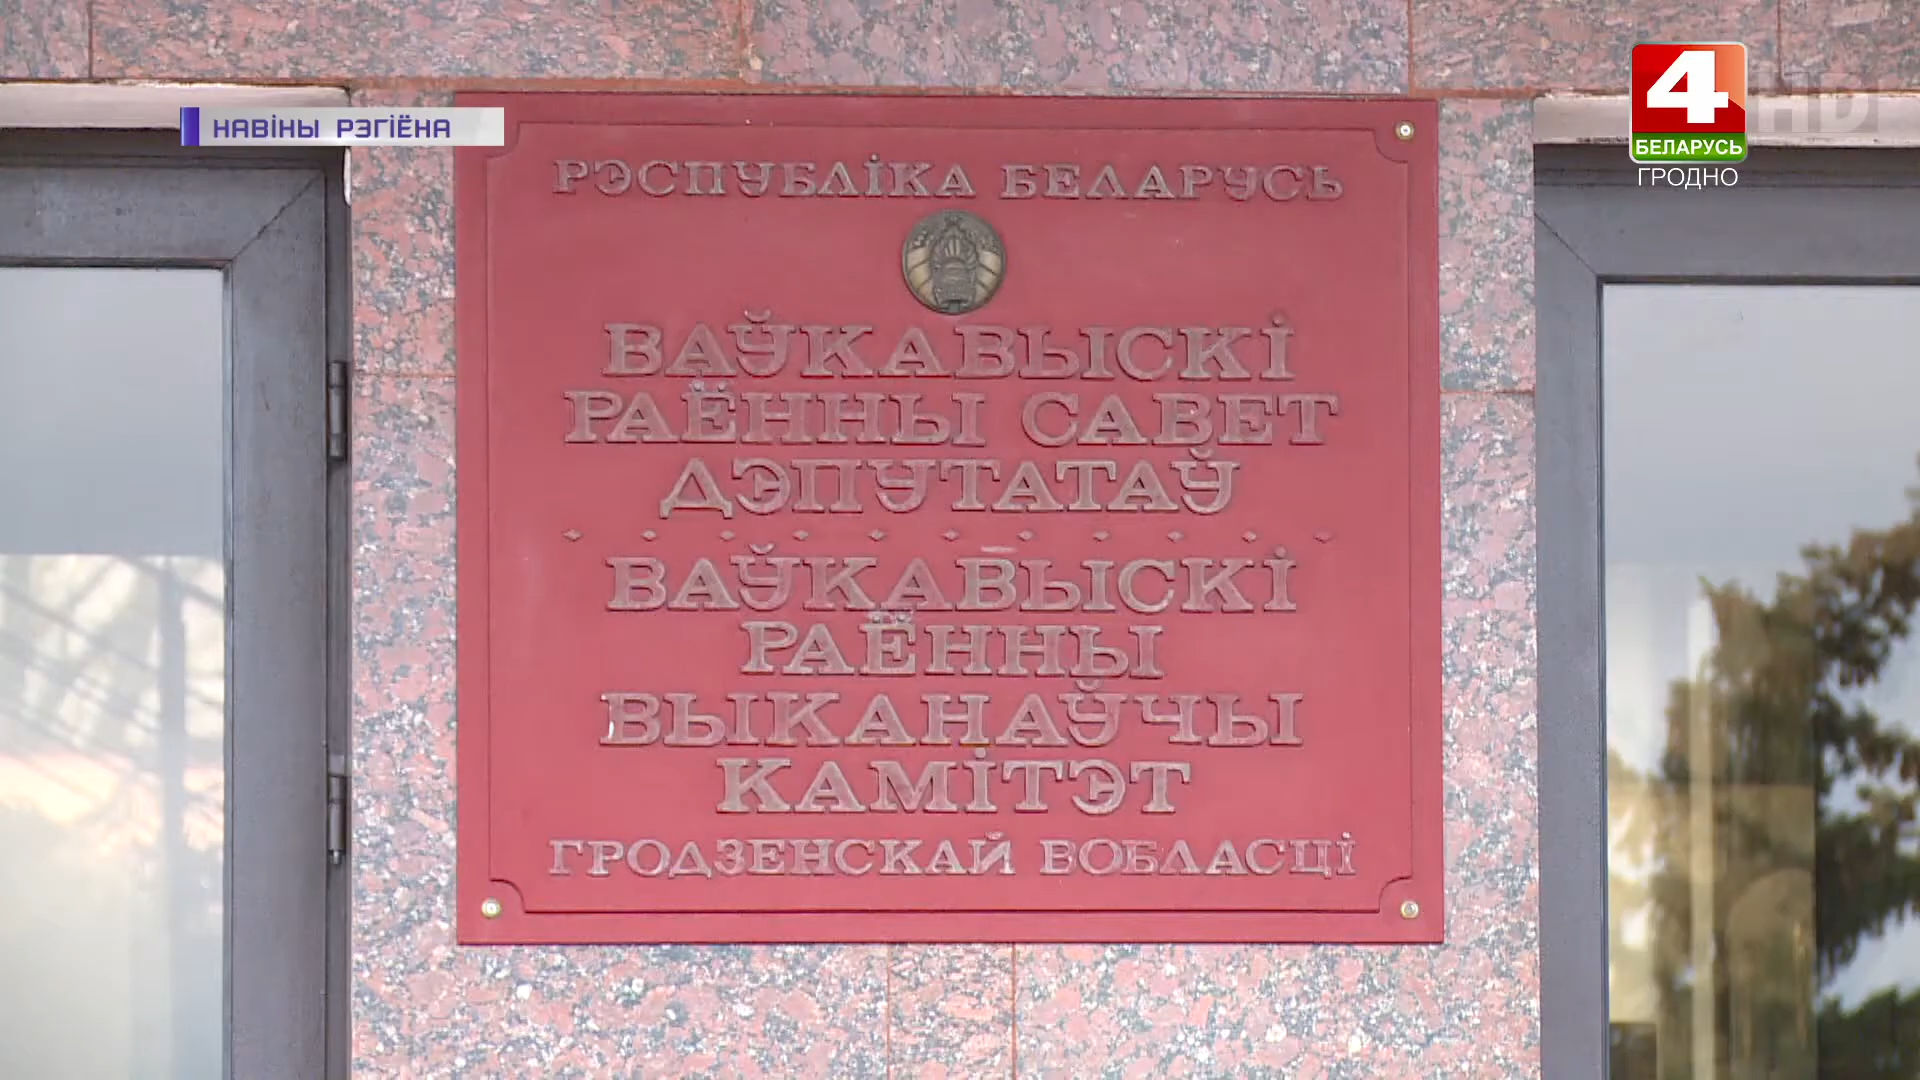 НАВІНЫ РЭГІЁНА
4 HD
БЕЛАРУСЬ
ГРОДНО
РЭСПУБЛІКА БЕЛАРУСЬ
ВАЎКАВЫСКІ
РАЁННЫ САВЕТ
ДЭПУТАТАЎ
ВАЎКАВЫСКІ
РАЁННЫ
ВЫКАНАЎЧЫ
КАМІТЭТ
ГРОДЗЕНСКАЙ ВОБЛАСЦІ